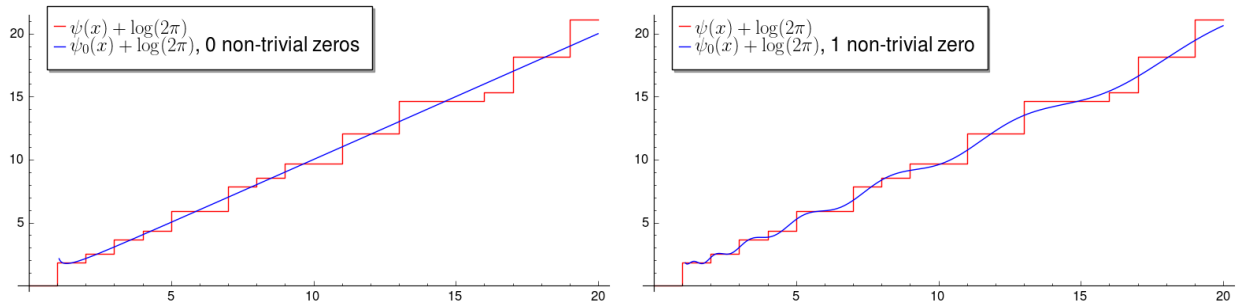 ψ(x) + log(2π)
ψ₀(x) + log(2π), 0 non-trivial zeros
20
15
10
5
5 10 15 20
ψ(x) + log(2π)
ψ₀(x) + log(2π), 1 non-trivial zero
20
15
10
5
5 10 15 20